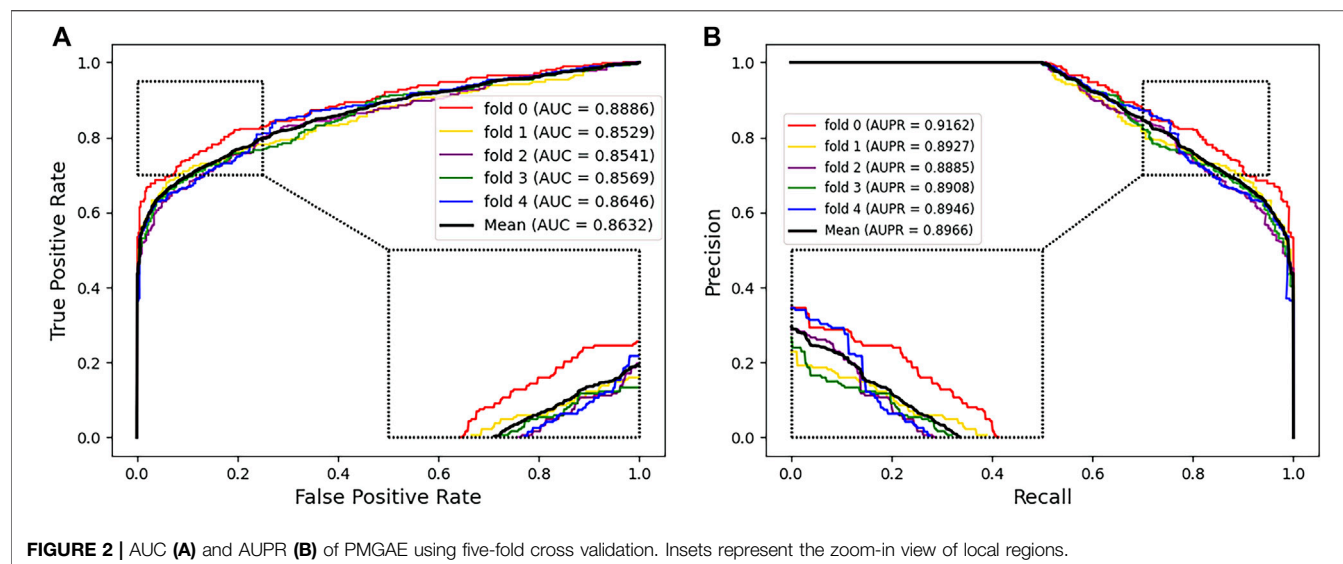 A
True Positive Rate
1.0
0.8
0.6
0.4
0.2
0.0
fold 0 (AUC = 0.8886)
fold 1 (AUC = 0.8529)
fold 2 (AUC = 0.8541)
fold 3 (AUC = 0.8569)
fold 4 (AUC = 0.8646)
Mean (AUC = 0.8632)
0.0 0.2 0.4 0.6 0.8 1.0
False Positive Rate
B
Precision
1.0
0.8
0.6
0.4
0.2
0.0
fold 0 (AUPR = 0.9162)
fold 1 (AUPR = 0.8927)
fold 2 (AUPR = 0.8885)
fold 3 (AUPR = 0.8908)
fold 4 (AUPR = 0.8946)
Mean (AUPR = 0.8966)
0.0 0.2 0.4 0.6 0.8 1.0
Recall
FIGURE 2 | AUC (A) and AUPR (B) of PMGAE using five-fold cross validation. Insets represent the zoom-in view of local regions.